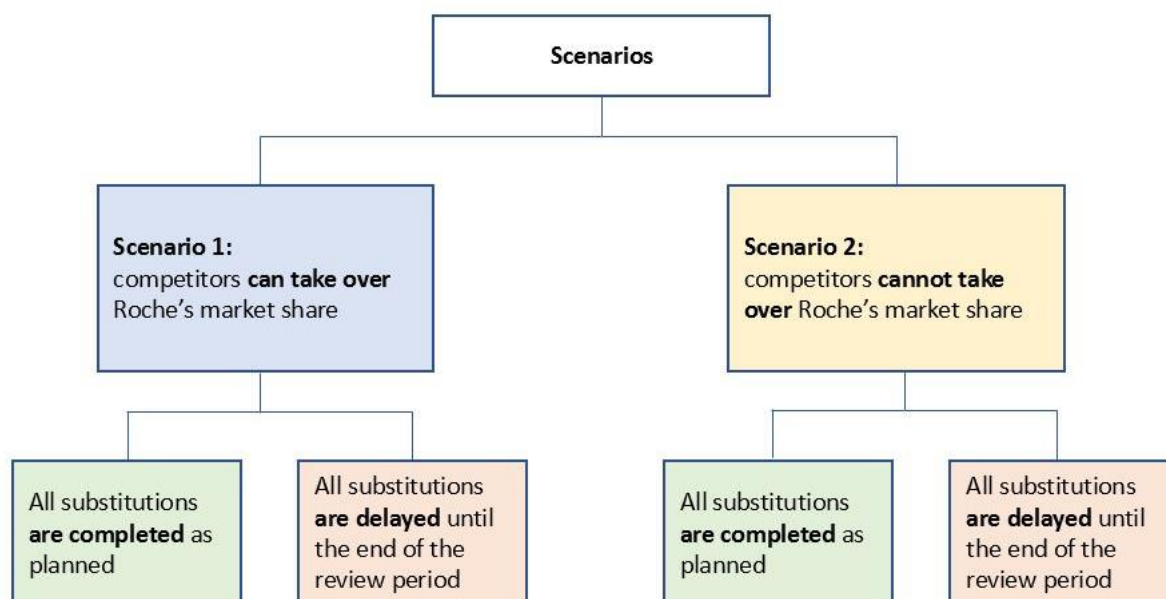 Scenarios
Scenario 1:
competitors can take over
Roche’s market share
Scenario 2:
competitors cannot take
over Roche’s market share
All substitutions
are completed as
planned
All substitutions
are delayed until
the end of the
review period
All substitutions
are completed as
planned
All substitutions
are delayed until
the end of the
review period